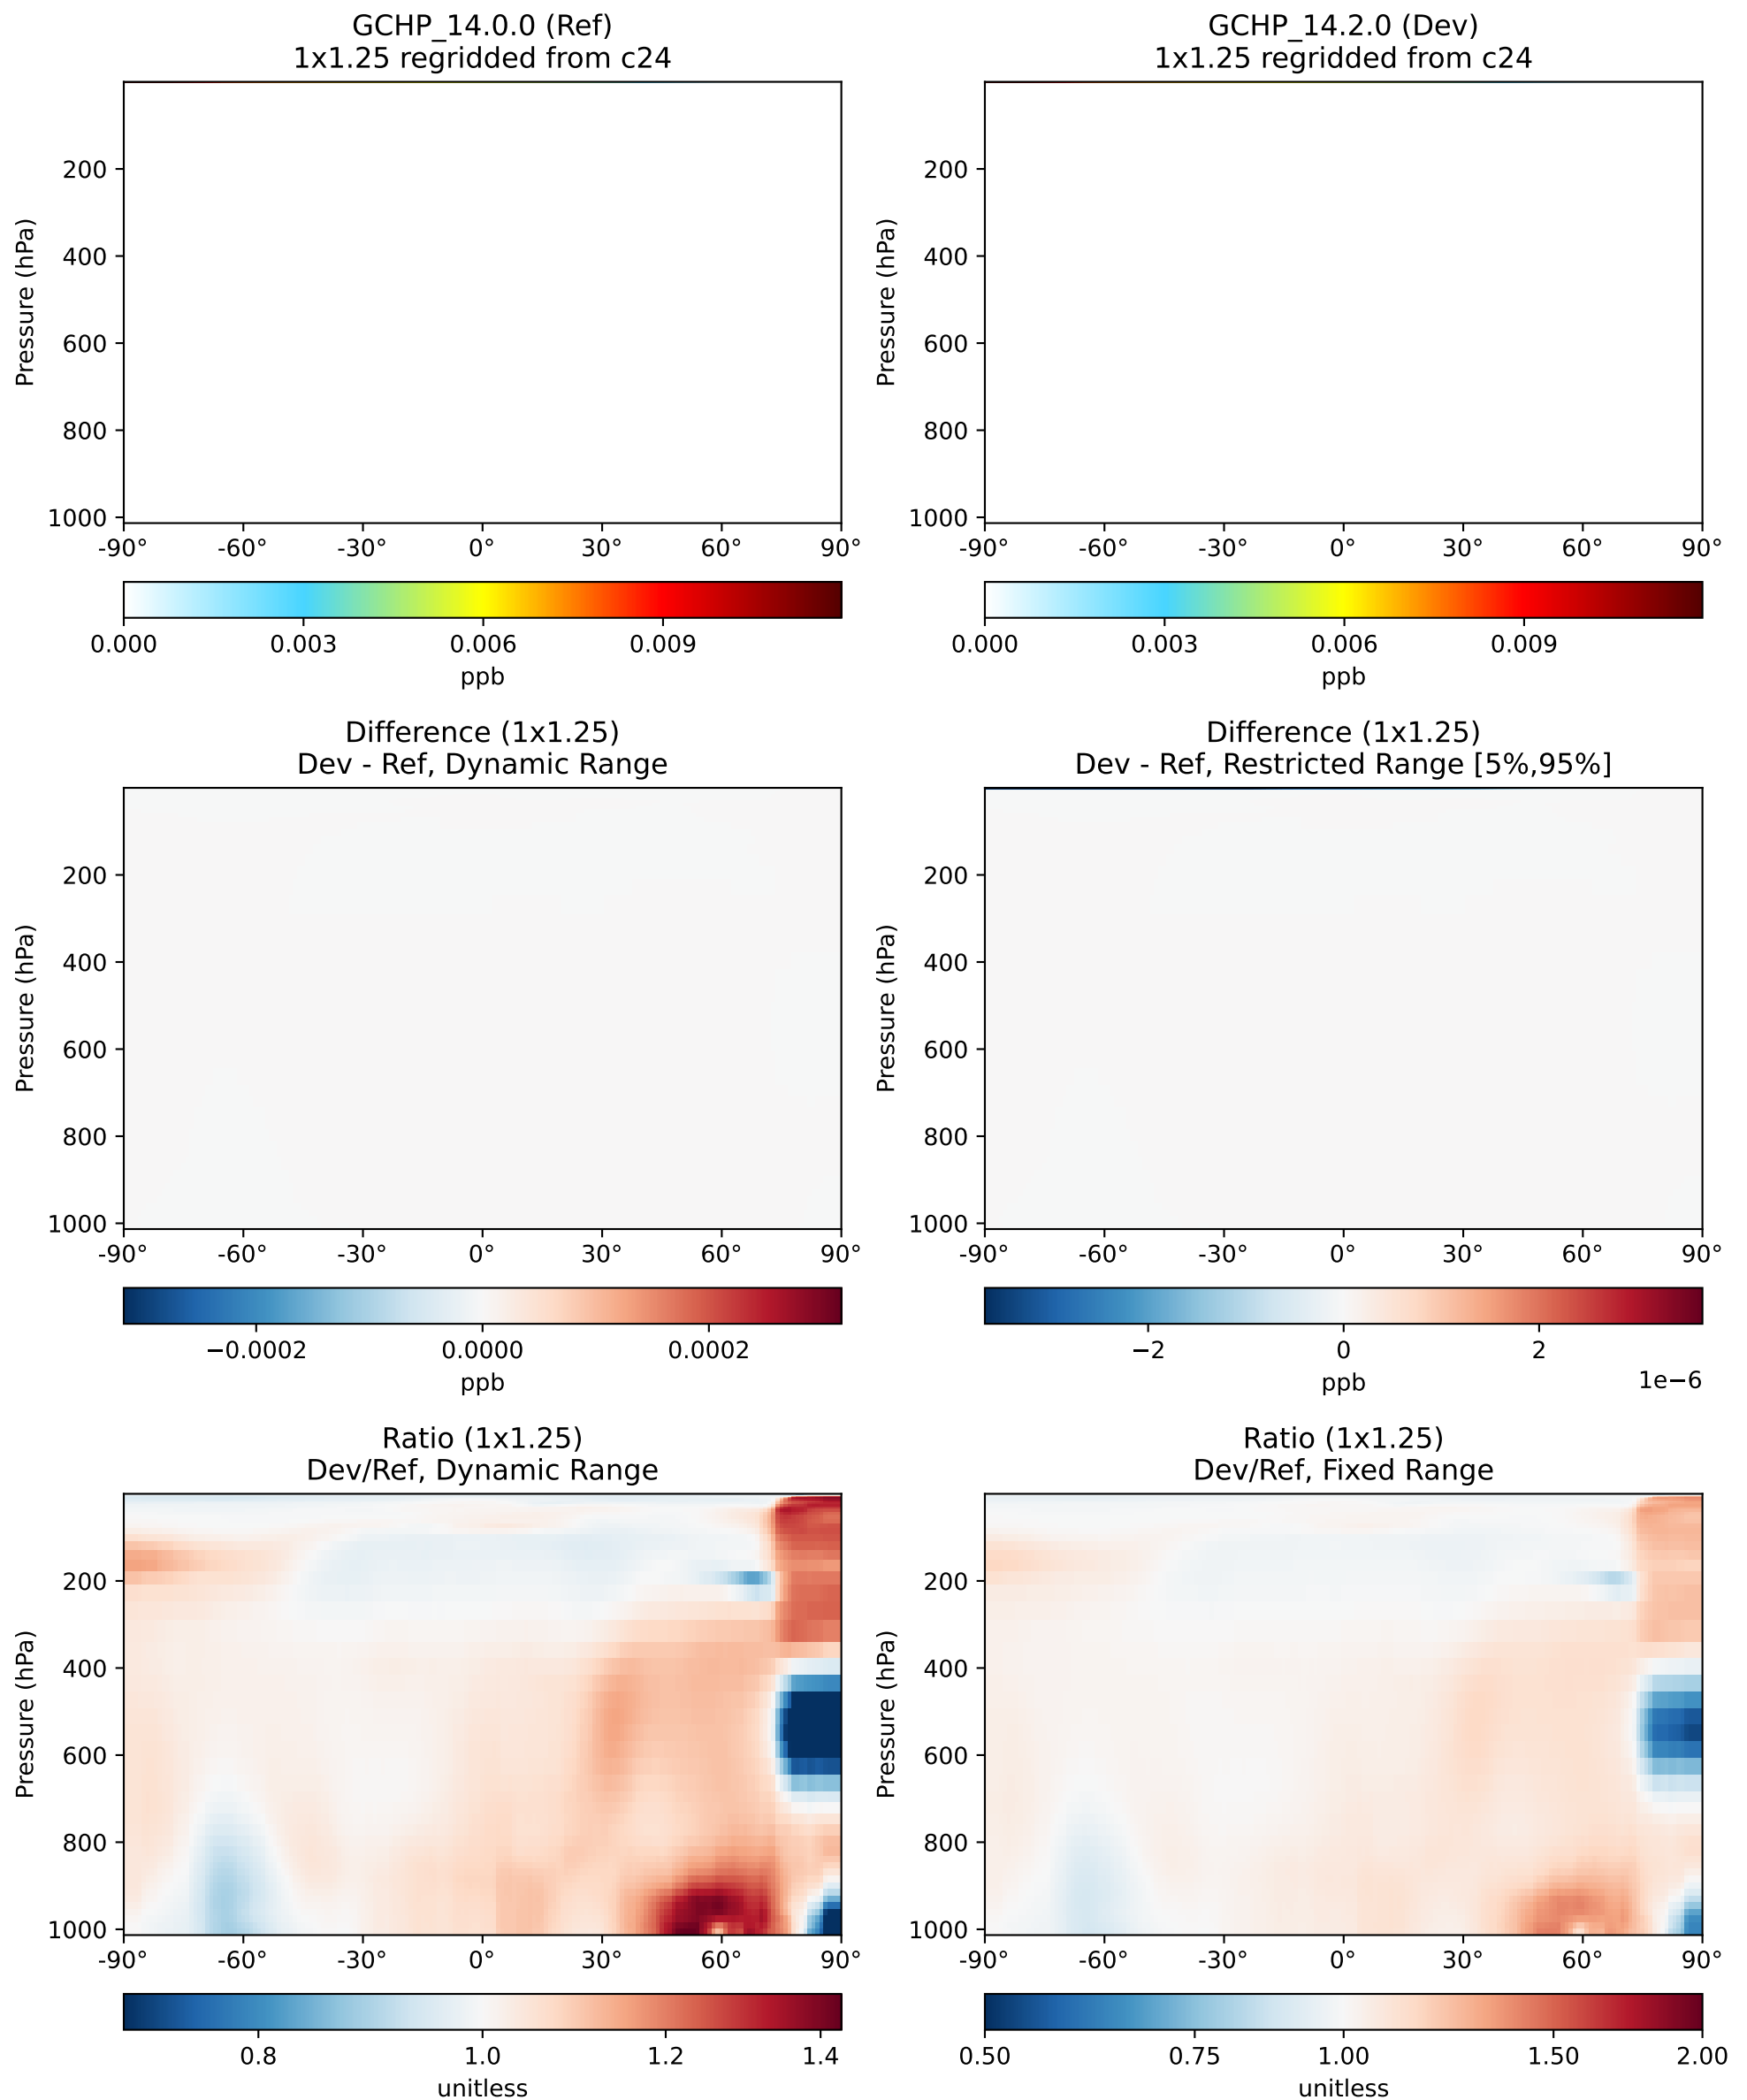 GCHP_14.0.0 (Ref)
1x1.25 regridded from c24
GCHP_14.2.0 (Dev)
1x1.25 regridded from c24
Pressure (hPa)
200
400
600
800
1000
-90° -60° -30° 0° 30° 60° 90°
Pressure (hPa)
200
400
600
800
1000
-90° -60° -30° 0° 30° 60° 90°
0.000 0.003 0.006 0.009
ppb
0.000 0.003 0.006 0.009
ppb
Difference (1x1.25)
Dev - Ref, Dynamic Range
Difference (1x1.25)
Dev - Ref, Restricted Range [5%,95%]
Pressure (hPa)
200
400
600
800
1000
-90° -60° -30° 0° 30° 60° 90°
Pressure (hPa)
200
400
600
800
1000
-90° -60° -30° 0° 30° 60° 90°
−0.0002 0.0000 0.0002
ppb
−2 0 2
ppb
1e−6
Ratio (1x1.25)
Dev/Ref, Dynamic Range
Ratio (1x1.25)
Dev/Ref, Fixed Range
Pressure (hPa)
200
400
600
800
1000
-90° -60° -30° 0° 30° 60° 90°
Pressure (hPa)
200
400
600
800
1000
-90° -60° -30° 0° 30° 60° 90°
0.8 1.0 1.2 1.4
unitless
0.50 0.75 1.00 1.50 2.00
unitless